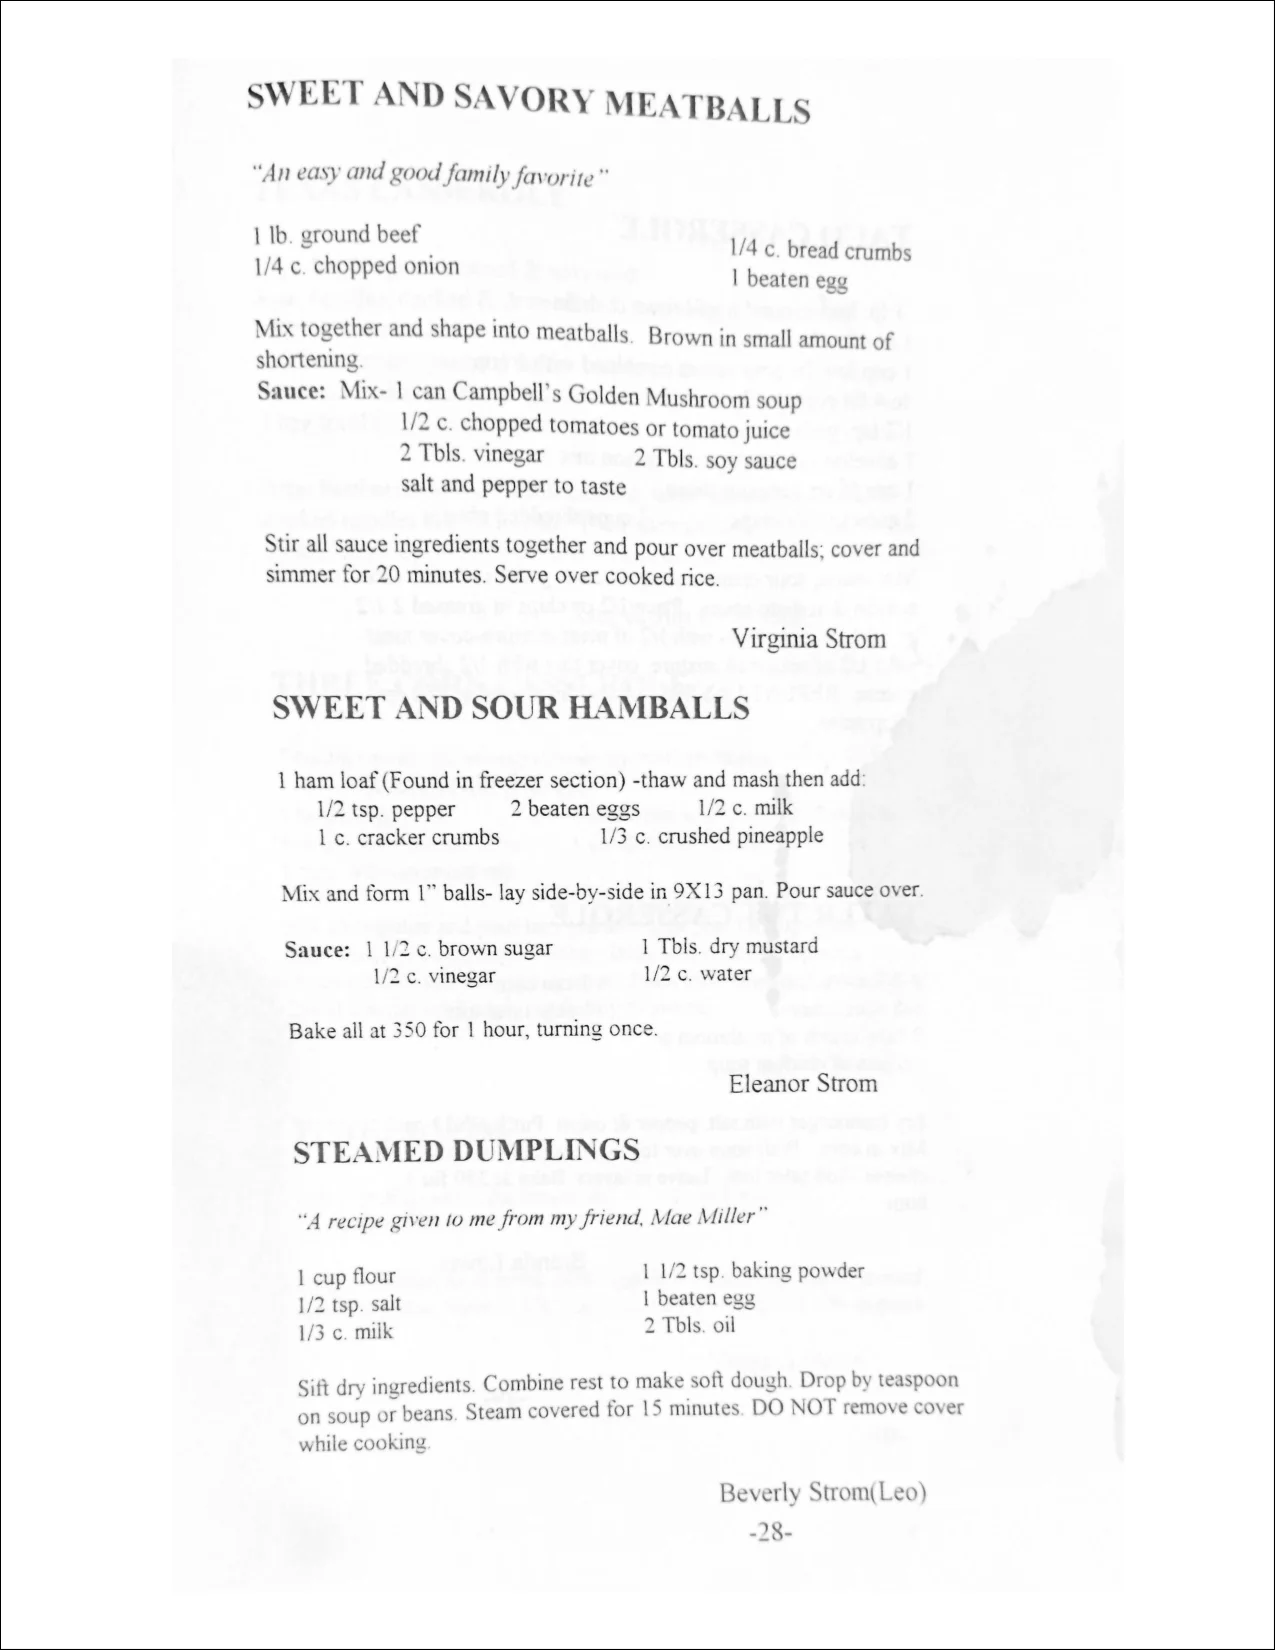 SWEET AND SAVORY MEATBALLS
"An easy and good family favorite"
1 lb. ground beef 1/4 c. bread crumbs
1/4 c. chopped onion 1 beaten egg
Mix together and shape into meatballs. Brown in small amount of
shortening.
Sauce: Mix- 1 can Campbell's Golden Mushroom soup
1/2 c. chopped tomatoes or tomato juice
2 Tbls. vinegar 2 Tbls. soy sauce
salt and pepper to taste
Stir all sauce ingredients together and pour over meatballs; cover and
simmer for 20 minutes. Serve over cooked rice.
Virginia Strom
SWEET AND SOUR HAMBALLS
1 ham loaf (Found in freezer section) -thaw and mash then add:
1/2 tsp. pepper 2 beaten eggs 1/2 c. milk
1 c. cracker crumbs 1/3 c. crushed pineapple
Mix and form 1" balls- lay side-by-side in 9X13 pan. Pour sauce over.
Sauce: 1 1/2 c. brown sugar 1 Tbls. dry mustard
1/2 c. vinegar 1/2 c. water
Bake all at 350 for 1 hour, turning once.
Eleanor Strom
STEAMED DUMPLINGS
"A recipe given to me from my friend, Mae Miller"
1 cup flour 1 1/2 tsp. baking powder
1/2 tsp. salt 1 beaten egg
1/3 c. milk 2 Tbls. oil
Sift dry ingredients. Combine rest to make soft dough. Drop by teaspoon
on soup or beans. Steam covered for 15 minutes. DO NOT remove cover
while cooking.
Beverly Strom(Leo)
-28-